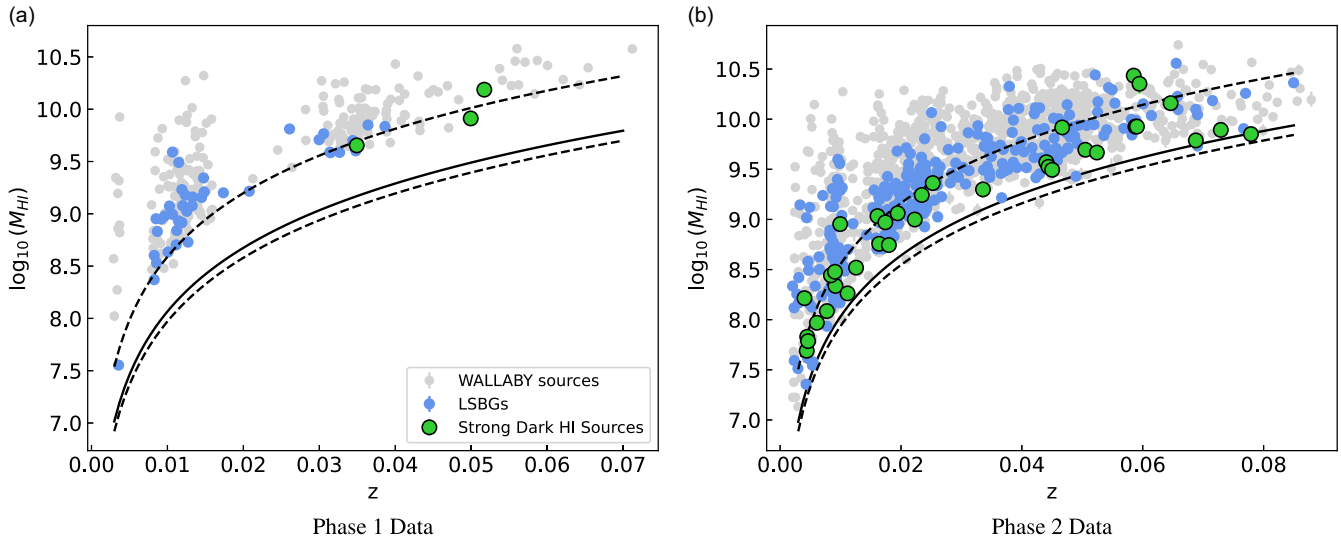 (a)
log₁₀ (M_HI)
10.5
10.0
9.5
9.0
8.5
8.0
7.5
7.0
WALLABY sources
LSBGs
Strong Dark HI Sources
0.00 0.01 0.02 0.03 0.04 0.05 0.06 0.07
z
Phase 1 Data
(b)
log₁₀ (M_HI)
10.5
10.0
9.5
9.0
8.5
8.0
7.5
7.0
0.00 0.02 0.04 0.06 0.08
z
Phase 2 Data